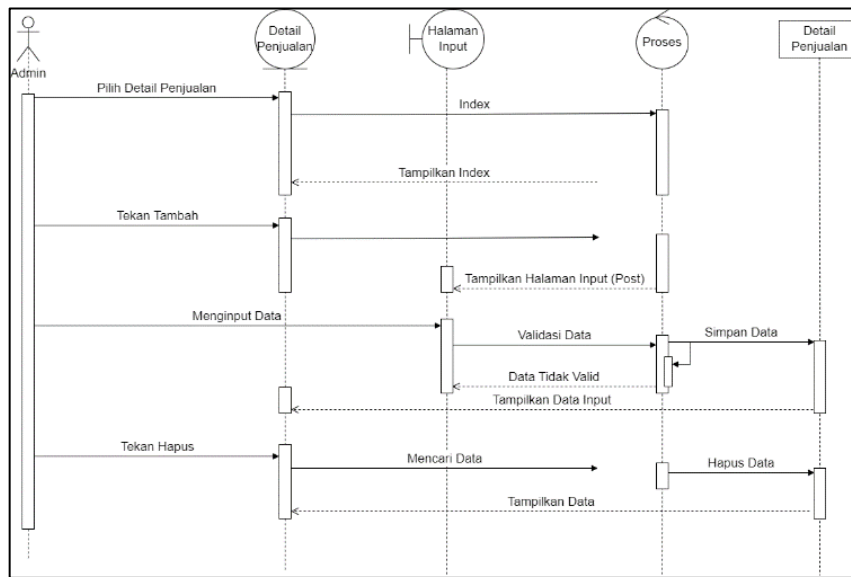 Admin
Detail
Penjualan
Halaman
Input
Proses
Detail
Penjualan
Pilih Detail Penjualan
Index
Tampilkan Index
Tekan Tambah
Tampilkan Halaman Input (Post)
Menginput Data
Validasi Data
Simpan Data
Data Tidak Valid
Tampilkan Data Input
Tekan Hapus
Mencari Data
Hapus Data
Tampilkan Data